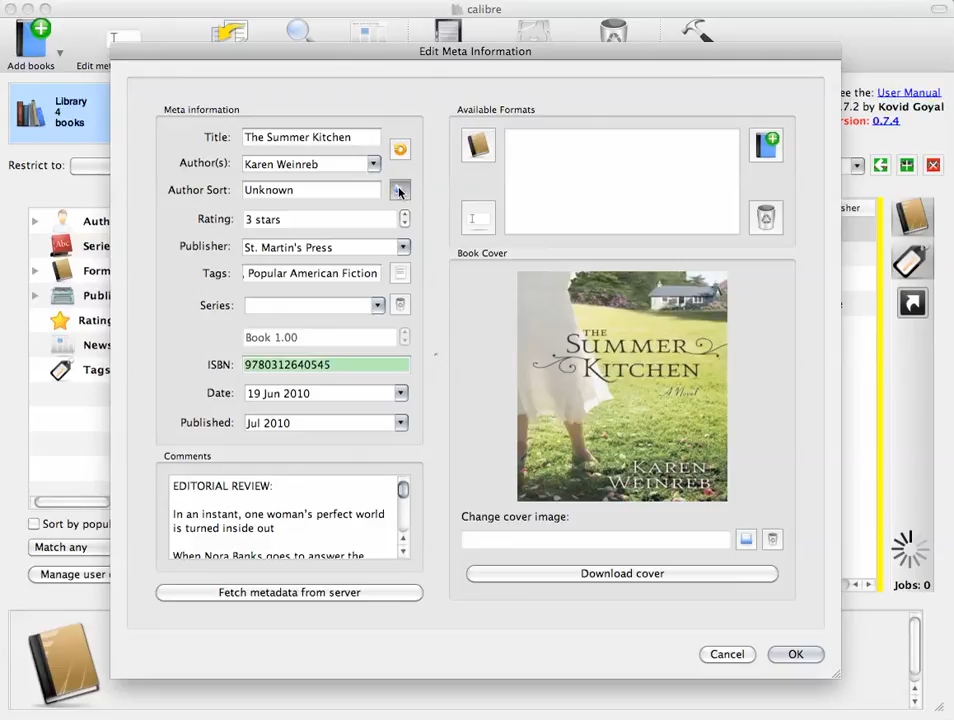 calibre
Add books
Edit me
Edit Meta Information
Library
4
books
Restrict to:
ee the: User Manual
7.2 by Kovid Goyal
ersion: 0.7.4
Auth
Serie
Form
Publi
Rating
News
Tags
Sort by popu
Match any
Manage user
sher
Jobs: 0
Meta information
Title: The Summer Kitchen
Author(s): Karen Weinreb
Author Sort: Unknown
Rating: 3 stars
Publisher: St. Martin's Press
Tags: , Popular American Fiction
Series:
Book 1.00
ISBN: 9780312640545
Date: 19 Jun 2010
Published: Jul 2010
Comments
EDITORIAL REVIEW:
In an instant, one woman's perfect world
is turned inside out
When Nora Banks goes to answer the
Fetch metadata from server
Available Formats
Book Cover
THE
SUMMER
KITCHEN
A Novel
KAREN
WEINREB
Change cover image:
Download cover
Cancel
OK